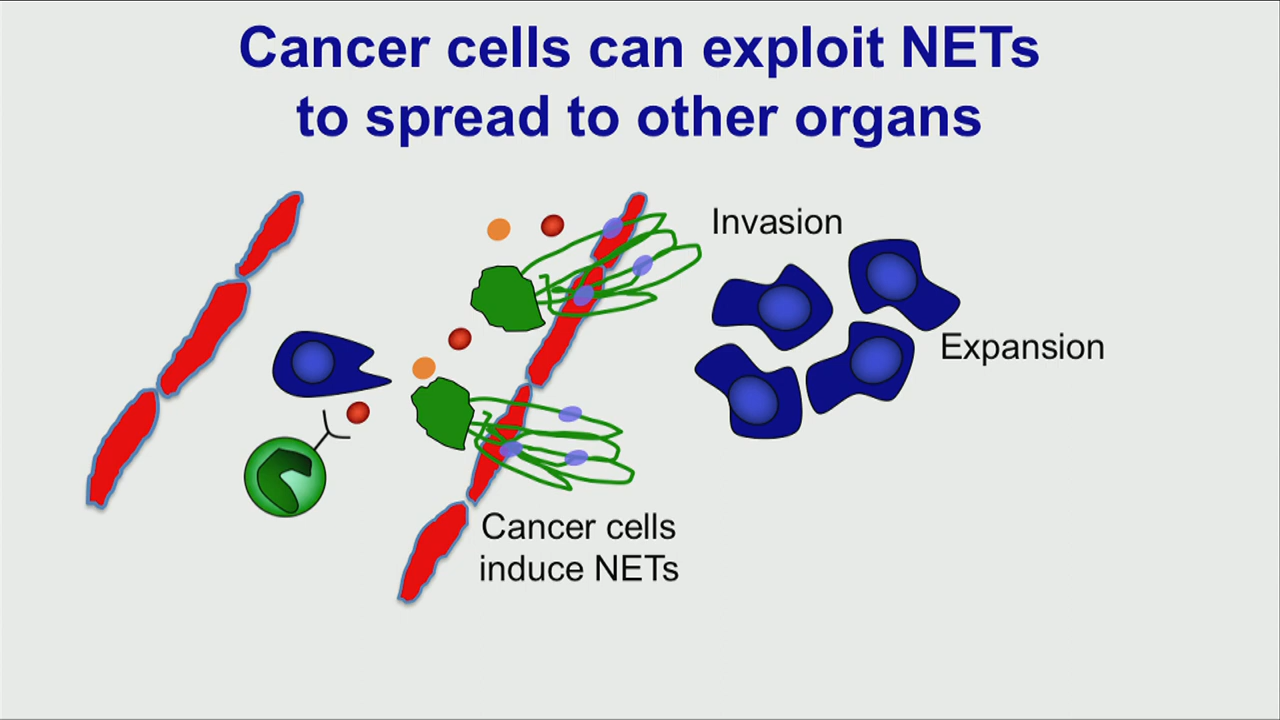 Cancer cells can exploit NETs
to spread to other organs
Invasion
Expansion
Cancer cells
induce NETs